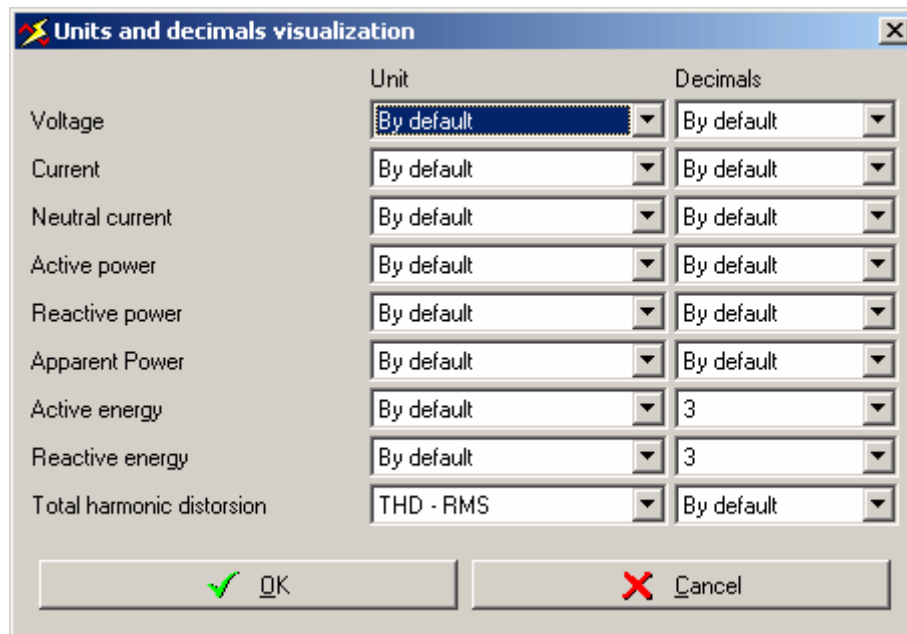 Units and decimals visualization
Unit Decimals
Voltage By default By default
Current By default By default
Neutral current By default By default
Active power By default By default
Reactive power By default By default
Apparent Power By default By default
Active energy By default 3
Reactive energy By default 3
Total harmonic distorsion THD - RMS By default
OK Cancel